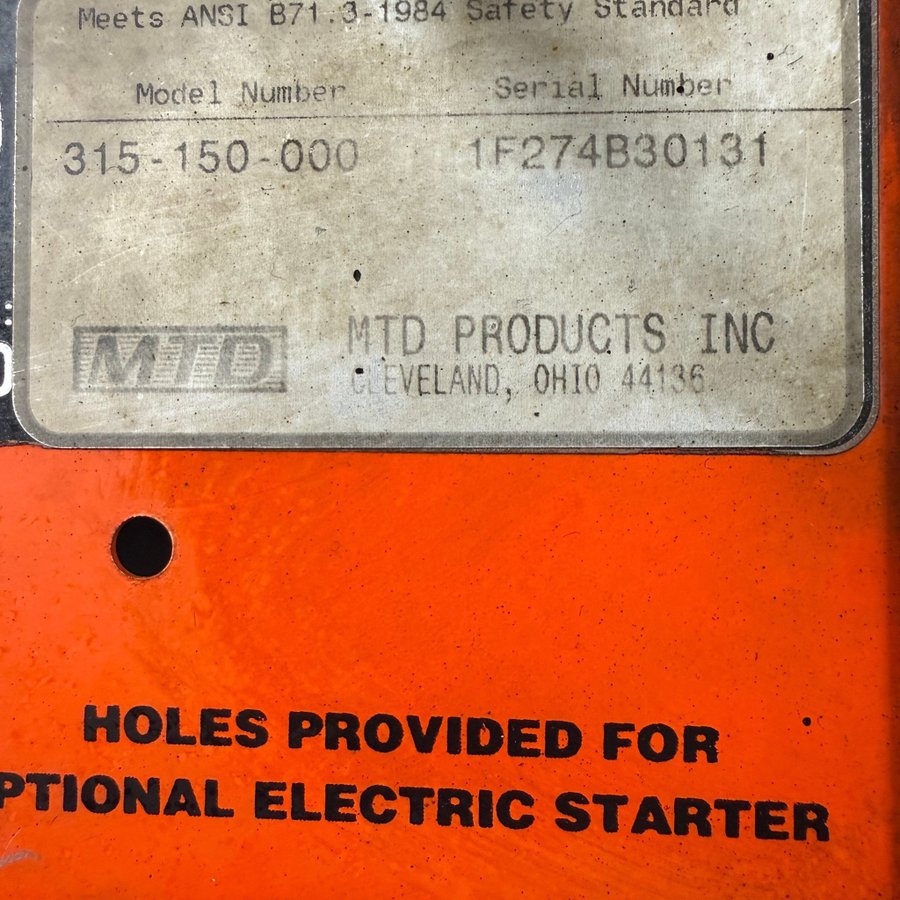 Meets ANSI B71.3-1984 Safety Standard
Model Number Serial Number
315-150-000 1F274B30131
MTD MTD PRODUCTS INC
CLEVELAND, OHIO 44136
HOLES PROVIDED FOR
PTIONAL ELECTRIC STARTER